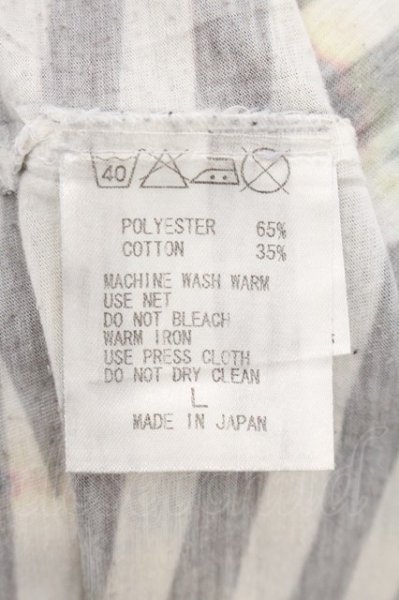 40
POLYESTER 65%
COTTON 35%
MACHINE WASH WARM
USE NET
DO NOT BLEACH
WARM IRON
USE PRESS CLOTH
DO NOT DRY CLEAN
L
MADE IN JAPAN